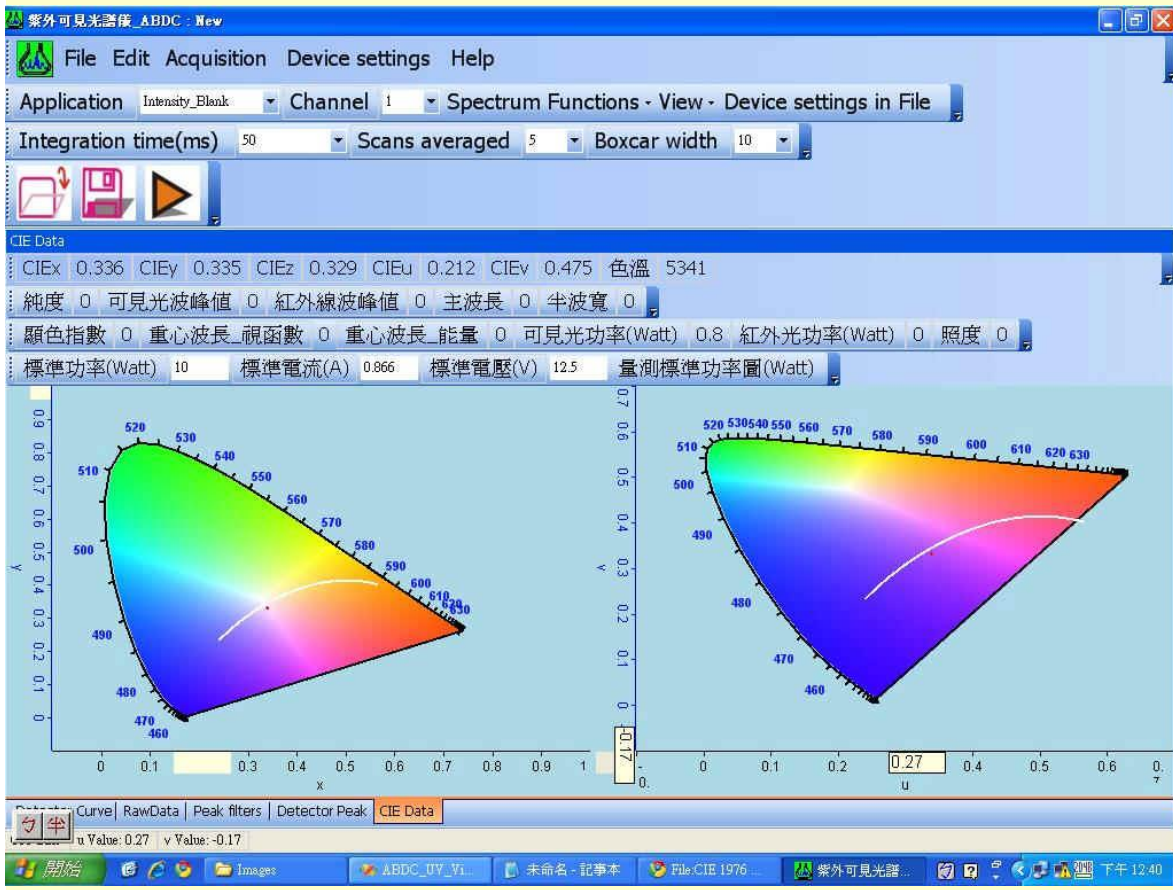 紫外可見光譜儀_ABDC : New
File Edit Acquisition Device settings Help
Application Intensity_Blank Channel 1 Spectrum Functions - View - Device settings in File
Integration time(ms) 50 Scans averaged 5 Boxcar width 10
CIE Data
CIEx 0.336 CIEy 0.335 CIEz 0.329 CIEu 0.212 CIEv 0.475 色溫 5341
純度 0 可見光波峰值 0 紅外線波峰值 0 主波長 0 半波寬 0
顯色指數 0 重心波長_視函數 0 重心波長_能量 0 可見光功率(Watt) 0.8 紅外光功率(Watt) 0 照度 0
標準功率(Watt) 10 標準電流(A) 0.866 標準電壓(V) 12.5 量測標準功率圖(Watt)
0.9
0.8
0.7
0.6
0.5
0.4
0.3
0.2
0.1
0
y
520
530
540
550
560
570
580
590
600
610
620
630
510
500
490
480
470
460
0 0.1 0.3 0.4 0.5 0.6 0.7 0.8 0.9 1
x
0.7
0.6
0.5
0.4
0.3
0.2
0.1
0
-0.17
v
520 530 540 550 560 570 580 590 600 610 620 630
510
500
490
480
470
460
0 0.1 0.2 0.27 0.4 0.5 0.6
u
Curve RawData Peak filters Detector Peak CIE Data
ㄅ 半
u Value: 0.27 v Value: -0.17
開始 Images ABDC_UV_Vi... 未命名 - 記事本 File:CIE 1976 ... 紫外可見光譜... 下午 12:40